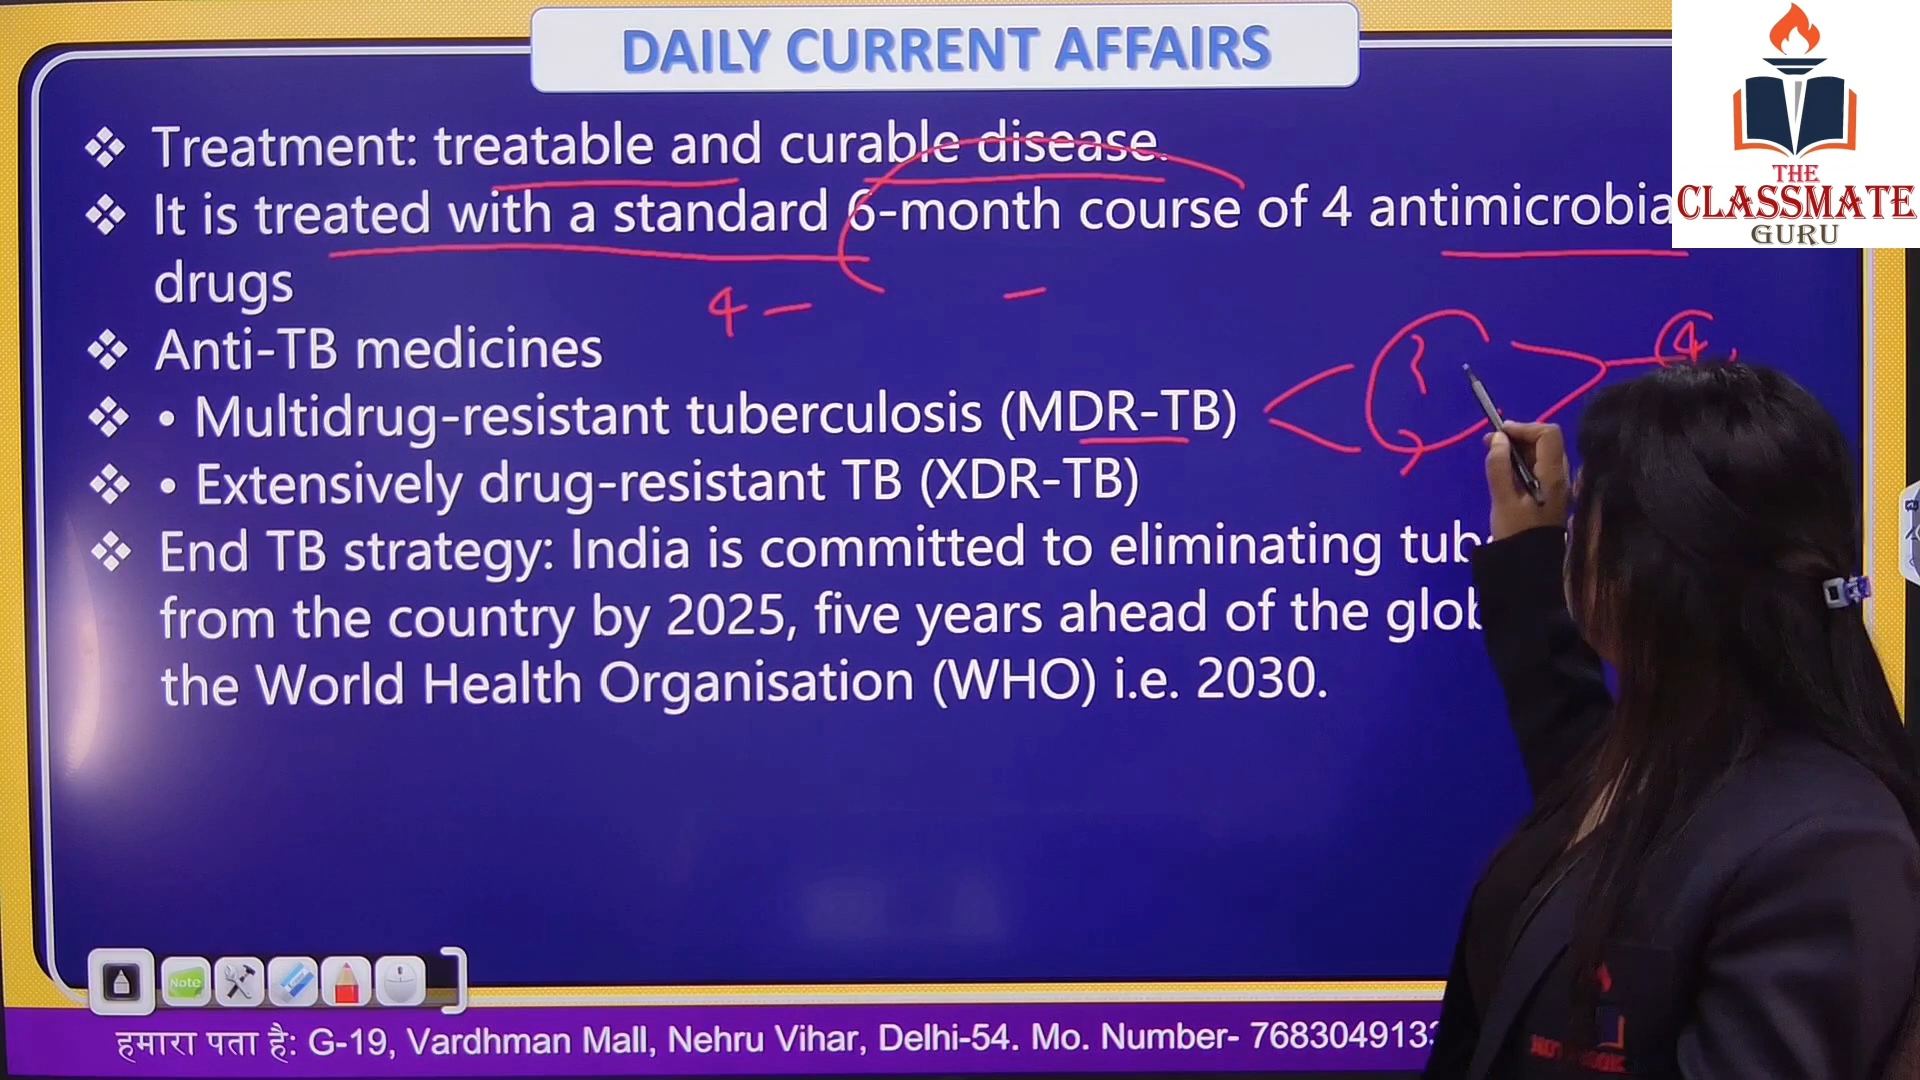 DAILY CURRENT AFFAIRS
THE
CLASSMATE
GURU
❖ Treatment: treatable and curable disease.
❖ It is treated with a standard 6-month course of 4 antimicrobia
drugs
4 –
–
4
❖ Anti-TB medicines
❖ • Multidrug-resistant tuberculosis (MDR-TB)
❖ • Extensively drug-resistant TB (XDR-TB)
❖ End TB strategy: India is committed to eliminating
from the country by 2025, five years ahead of the
the World Health Organisation (WHO) i.e. 2030.
Note
हमारा पता है: G-19, Vardhman Mall, Nehru Vihar, Delhi-54. Mo. Number- 768304913